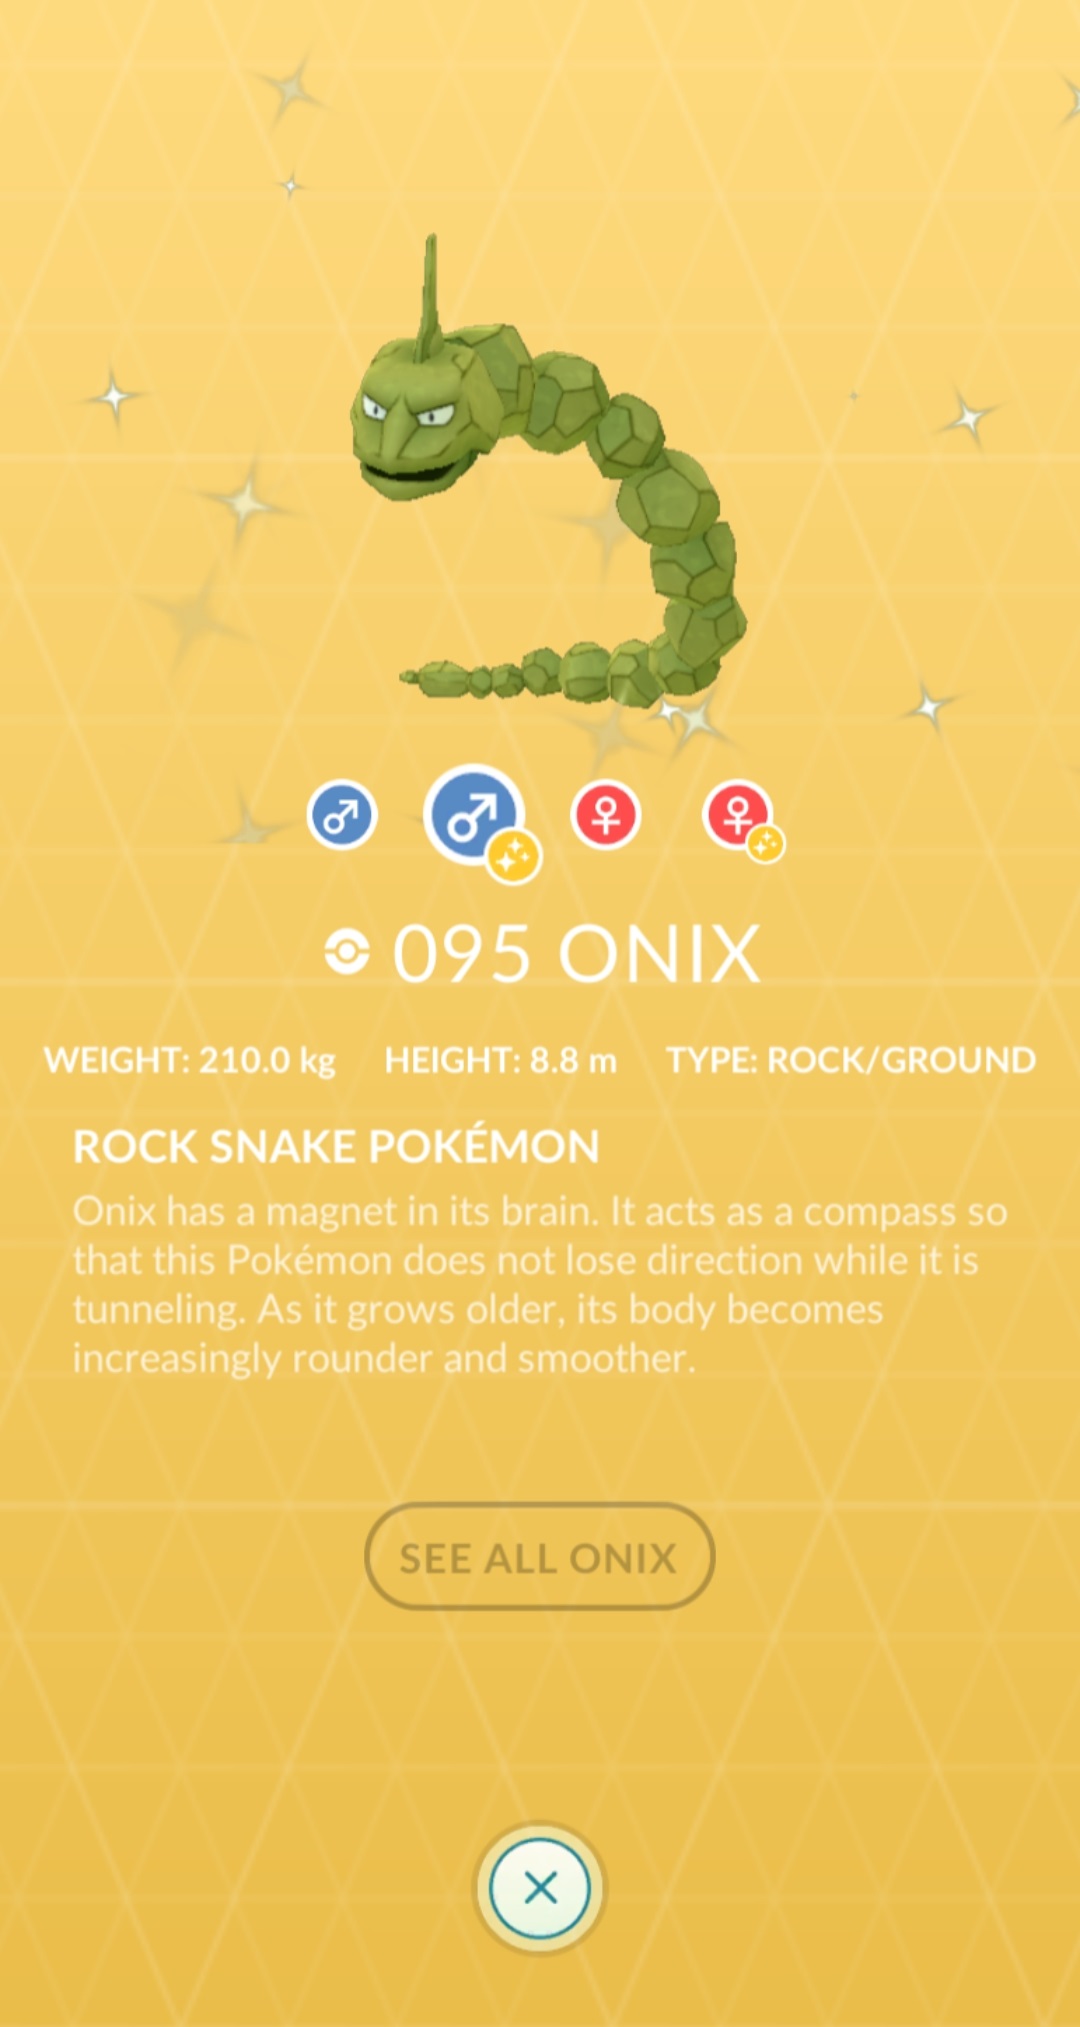 095 ONIX
WEIGHT: 210.0 kg HEIGHT: 8.8 m TYPE: ROCK/GROUND
ROCK SNAKE POKÉMON
Onix has a magnet in its brain. It acts as a compass so
that this Pokémon does not lose direction while it is
tunneling. As it grows older, its body becomes
increasingly rounder and smoother.
SEE ALL ONIX